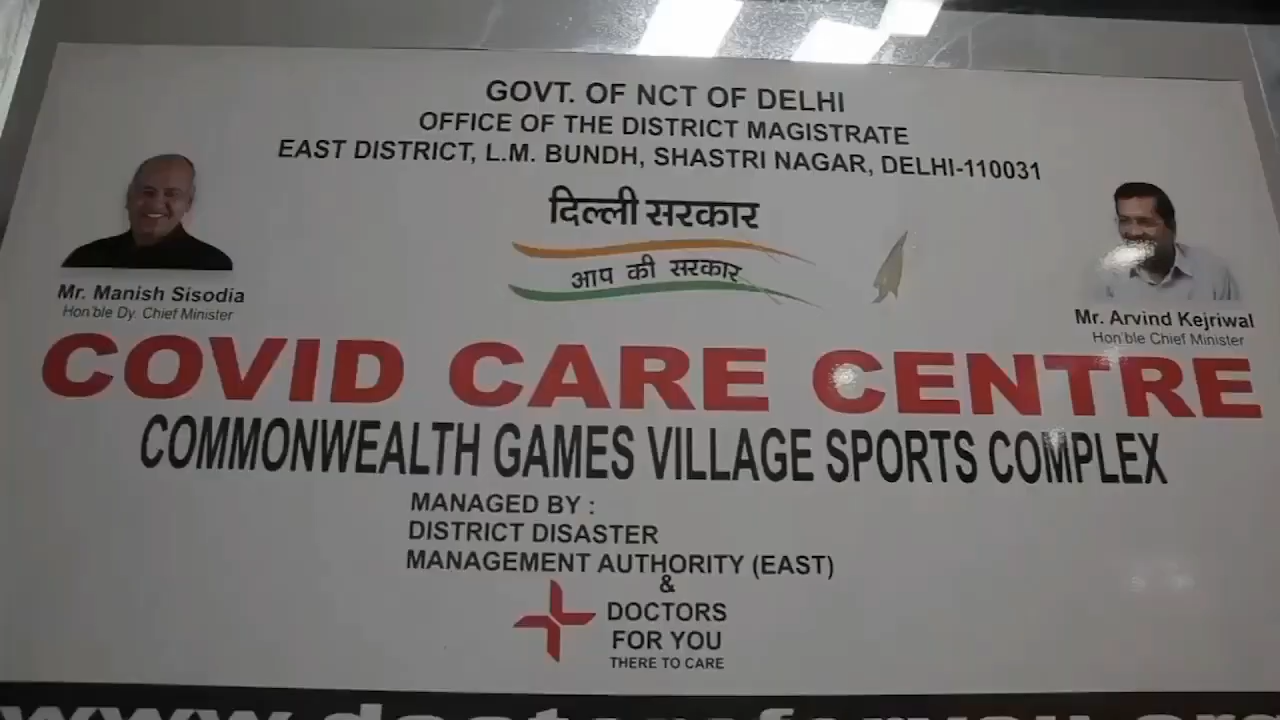 GOVT. OF NCT OF DELHI
OFFICE OF THE DISTRICT MAGISTRATE
EAST DISTRICT, L.M. BUNDH, SHASTRI NAGAR, DELHI-110031
दिल्ली सरकार
आप की सरकार
Mr. Manish Sisodia
Hon'ble Dy. Chief Minister
Mr. Arvind Kejriwal
Hon'ble Chief Minister
COVID CARE CENTRE
COMMONWEALTH GAMES VILLAGE SPORTS COMPLEX
MANAGED BY :
DISTRICT DISASTER
MANAGEMENT AUTHORITY (EAST)
&
DOCTORS
FOR YOU
THERE TO CARE